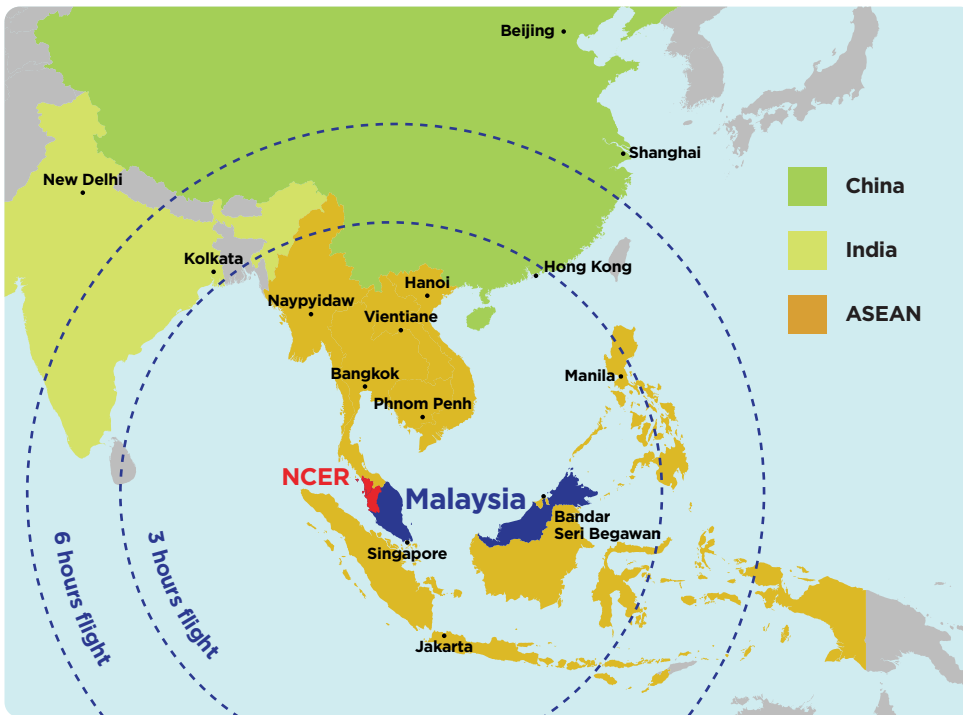 Beijing
Shanghai
New Delhi
China
India
ASEAN
Kolkata
Hong Kong
Hanoi
Naypyidaw
Vientiane
Bangkok
Manila
Phnom Penh
NCER
Malaysia
Bandar
Seri Begawan
Singapore
6 hours flight
3 hours flight
Jakarta